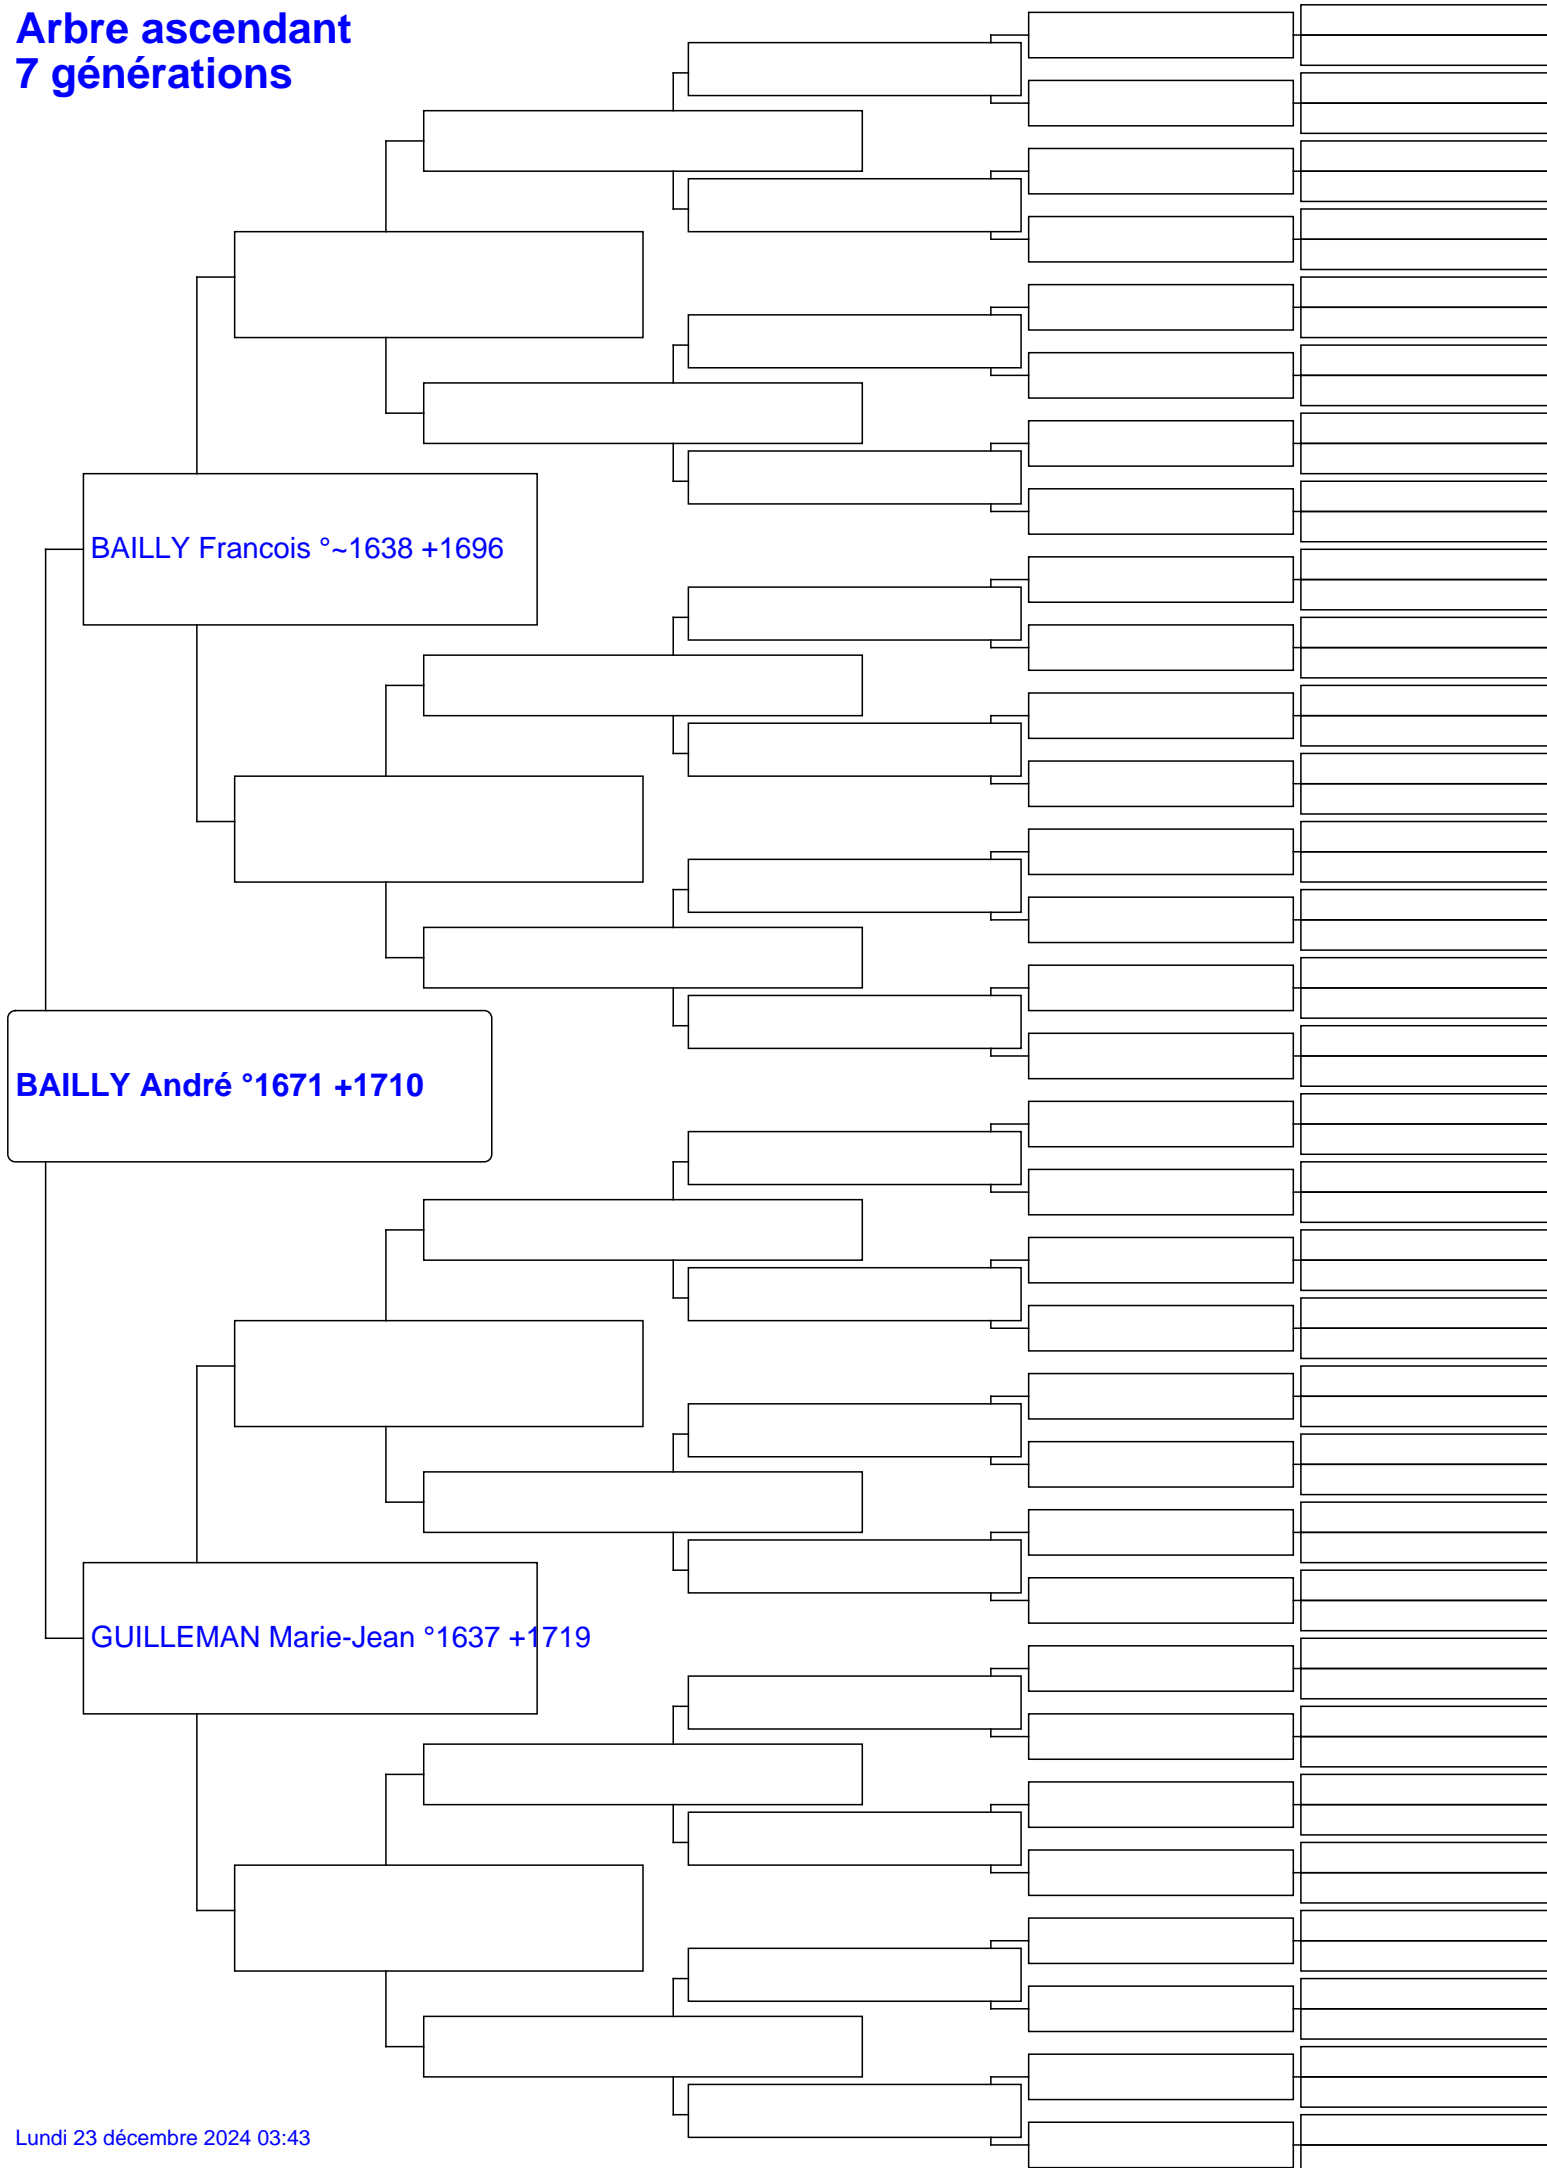 Arbre ascendant
7 générations
BAILLY Francois °~1638 +1696
BAILLY André °1671 +1710
GUILLEMAN Marie-Jean °1637 +1719
Lundi 23 décembre 2024 03:43